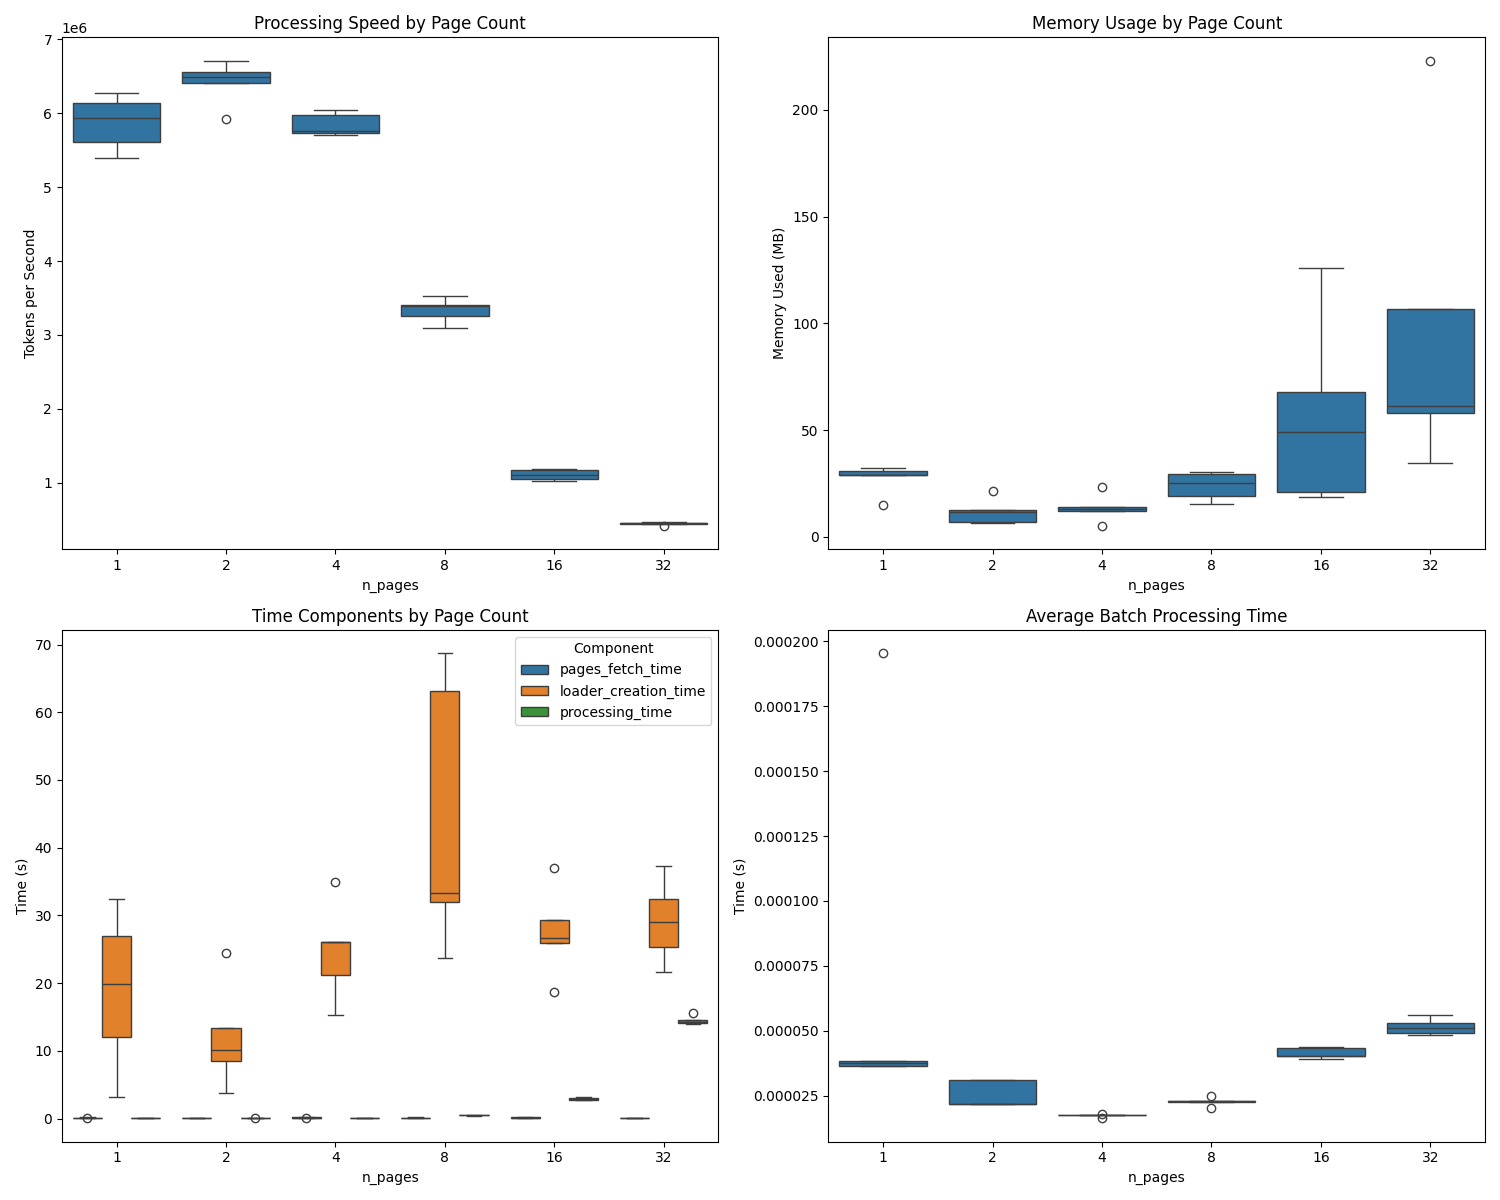 Processing Speed by Page Count
1e6
7
6
5
4
3
2
1
Tokens per Second
1 2 4 8 16 32
n_pages
Memory Usage by Page Count
200
150
100
50
0
Memory Used (MB)
1 2 4 8 16 32
n_pages
Time Components by Page Count
70
60
50
40
30
20
10
0
Time (s)
Component
pages_fetch_time
loader_creation_time
processing_time
1 2 4 8 16 32
n_pages
Average Batch Processing Time
0.000200
0.000175
0.000150
0.000125
0.000100
0.000075
0.000050
0.000025
Time (s)
1 2 4 8 16 32
n_pages